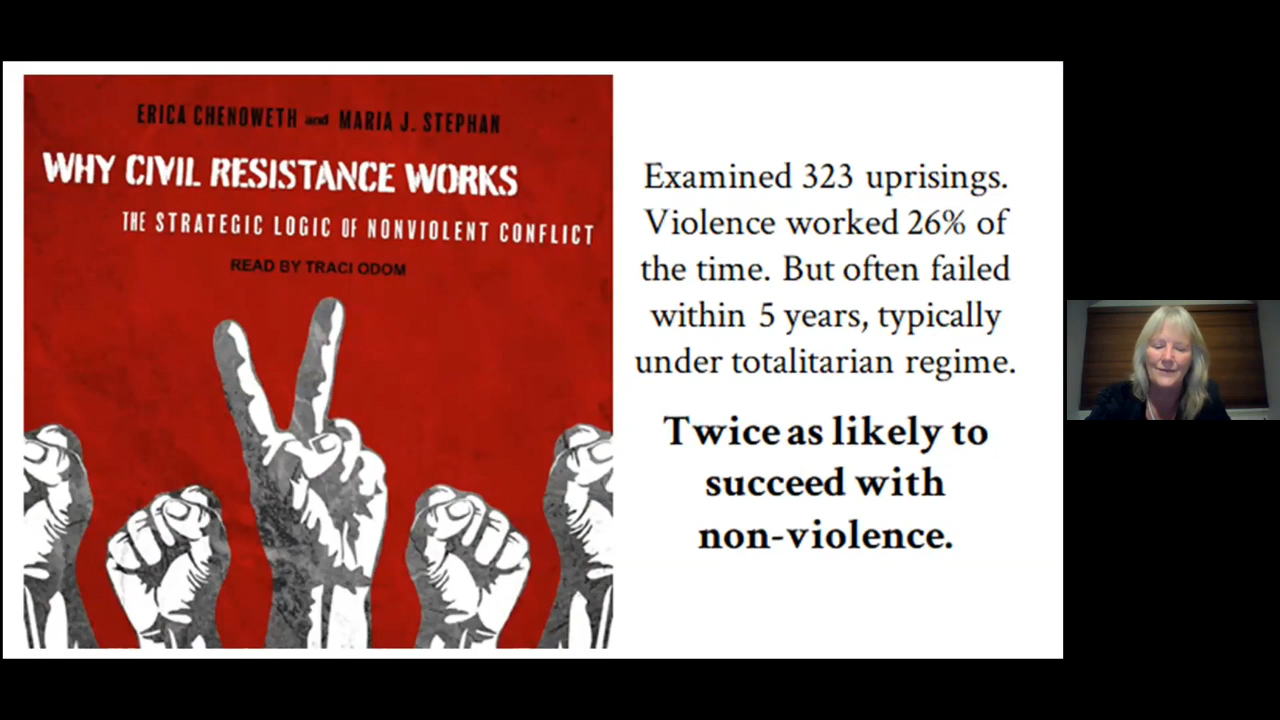 ERICA CHENOWETH and MARIA J. STEPHAN
WHY CIVIL RESISTANCE WORKS
THE STRATEGIC LOGIC OF NONVIOLENT CONFLICT
READ BY TRACI ODOM
Examined 323 uprisings.
Violence worked 26% of
the time. But often failed
within 5 years, typically
under totalitarian regime.
Twice as likely to
succeed with
non-violence.